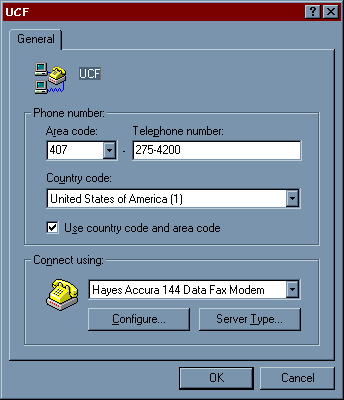 UCF
General
UCF
Phone number:
Area code: Telephone number:
407 - 275-4200
Country code:
United States of America (1)
Use country code and area code
Connect using:
Hayes Accura 144 Data Fax Modem
Configure... Server Type...
OK Cancel